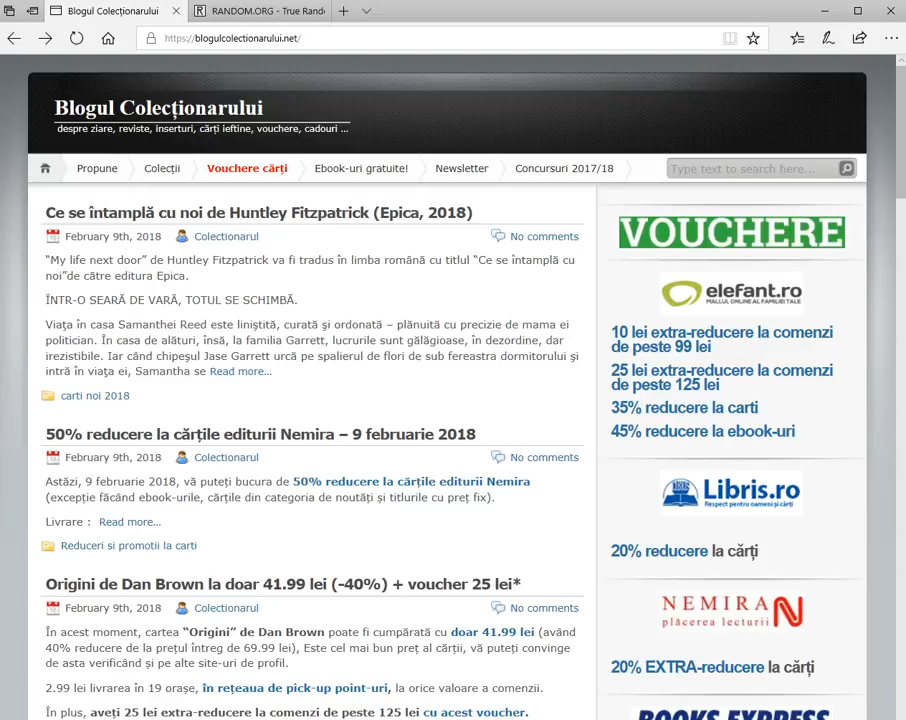 Blogul Colecționarului
RANDOM.ORG - True Rand
https://blogulcolectionarului.net/
Blogul Colecționarului
despre ziare, reviste, inserturi, cărți ieftine, vouchere, cadouri ...
Propune
Colecții
Vouchere cărți
Ebook-uri gratuite!
Newsletter
Concursuri 2017/18
Type text to search here...
Ce se întamplă cu noi de Huntley Fitzpatrick (Epica, 2018)
February 9th, 2018 Colectionarul No comments
“My life next door” de Huntley Fitzpatrick va fi tradus în limba română cu titlul “Ce se întamplă cu
noi”de către editura Epica.
ÎNTR-O SEARĂ DE VARĂ, TOTUL SE SCHIMBĂ.
Viaţa în casa Samanthei Reed este liniştită, curată şi ordonată – plănuită cu precizie de mama ei
politician. În casa de alături, însă, la familia Garrett, lucrurile sunt gălăgioase, în dezordine, dar
irezistibile. Iar când chipeşul Jase Garrett urcă pe spalierul de flori de sub fereastra dormitorului şi
intră în viaţa ei, Samantha se Read more...
carti noi 2018
50% reducere la cărțile editurii Nemira – 9 februarie 2018
February 9th, 2018 Colectionarul No comments
Astăzi, 9 februarie 2018, vă puteți bucura de 50% reducere la cărțile editurii Nemira
(excepție făcând ebook-urile, cărțile din categoria de noutăți și titlurile cu preț fix).
Livrare : Read more...
Reduceri si promotii la carti
Origini de Dan Brown la doar 41.99 lei (-40%) + voucher 25 lei*
February 9th, 2018 Colectionarul No comments
În acest moment, cartea “Origini” de Dan Brown poate fi cumpărată cu doar 41.99 lei (având
40% reducere de la prețul întreg de 69.99 lei), Este cel mai bun preț al cărții, vă puteți convinge
de asta verificând și pe alte site-uri de profil.
2.99 lei livrarea în 19 orașe, în rețeaua de pick-up point-uri, la orice valoare a comenzii.
În plus, aveți 25 lei extra-reducere la comenzi de peste 125 lei cu acest voucher.
VOUCHERE
elefant.ro
MALLUL ONLINE AL FAMILIEI TALE
10 lei extra-reducere la comenzi
de peste 99 lei
25 lei extra-reducere la comenzi
de peste 125 lei
35% reducere la carti
45% reducere la ebook-uri
Libris.ro
Respect pentru oameni și cărți
20% reducere la cărți
NEMIRA N
plăcerea lecturii
20% EXTRA-reducere la cărți
BOOKS EXPRESS